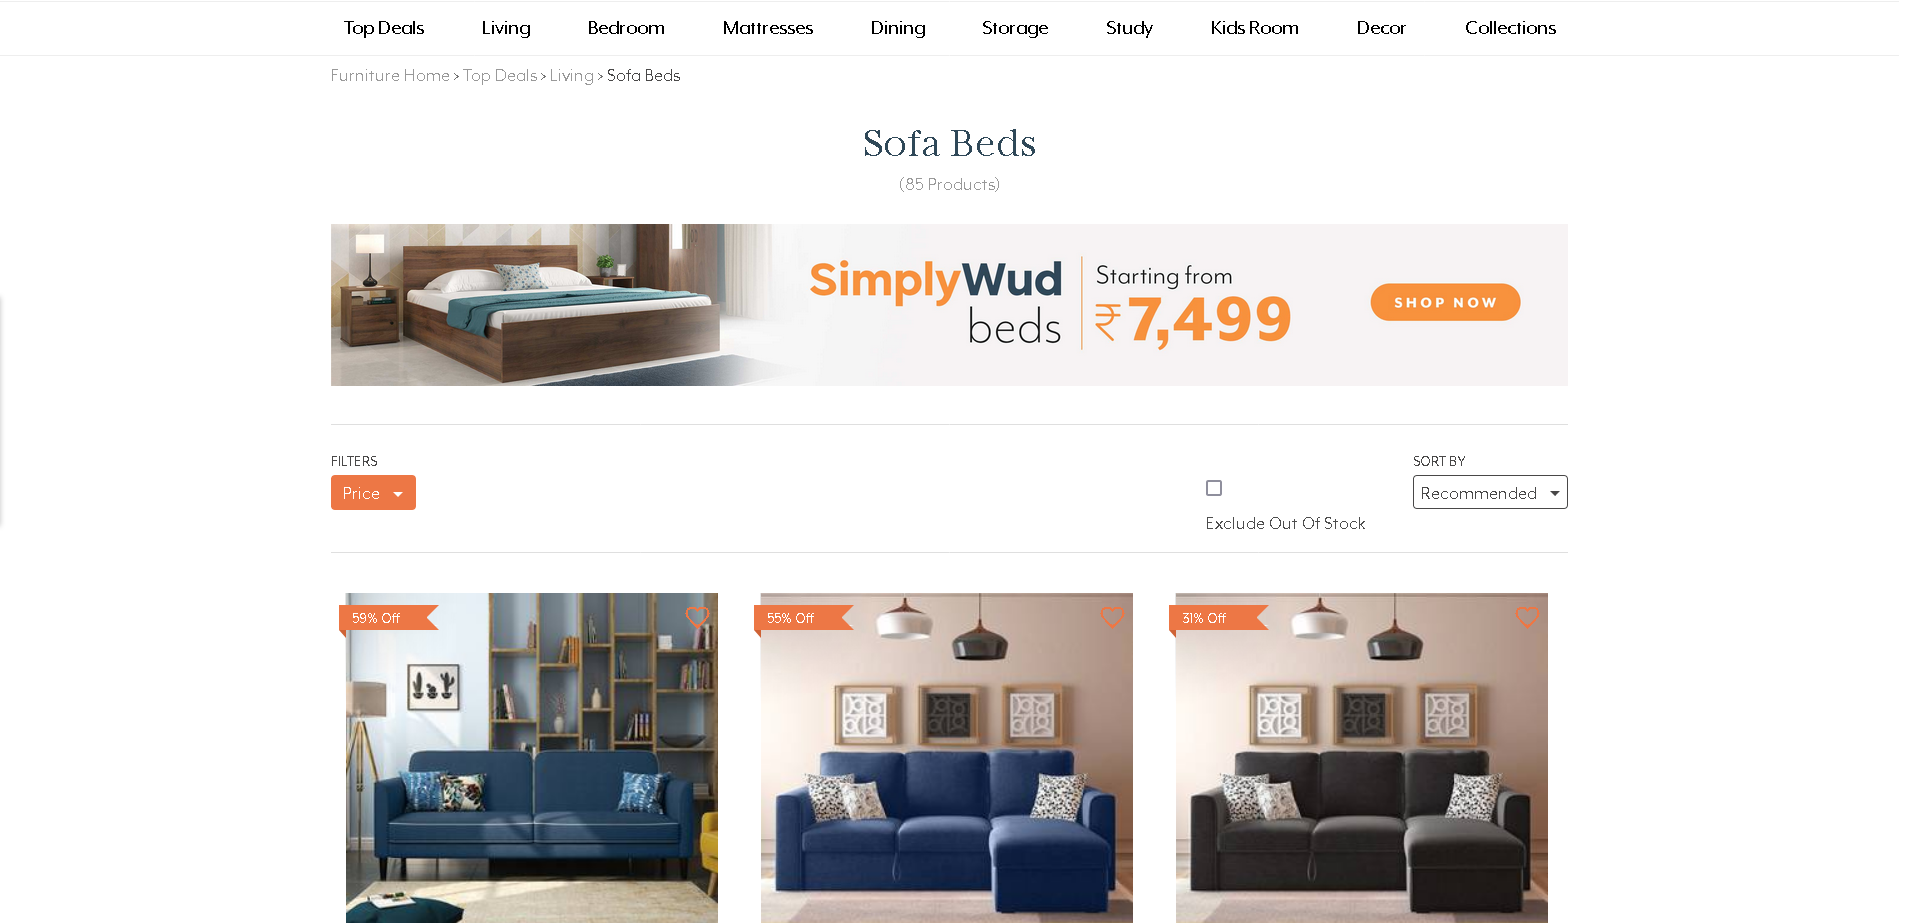 Top Deals Living Bedroom Mattresses Dining Storage Study Kids Room Decor Collections
Furniture Home > Top Deals > Living > Sofa Beds
Sofa Beds
(85 Products)
SimplyWud
beds
Starting from
₹7,499
SHOP NOW
FILTERS
Price
Exclude Out Of Stock
SORT BY
Recommended
59% Off
55% Off
31% Off